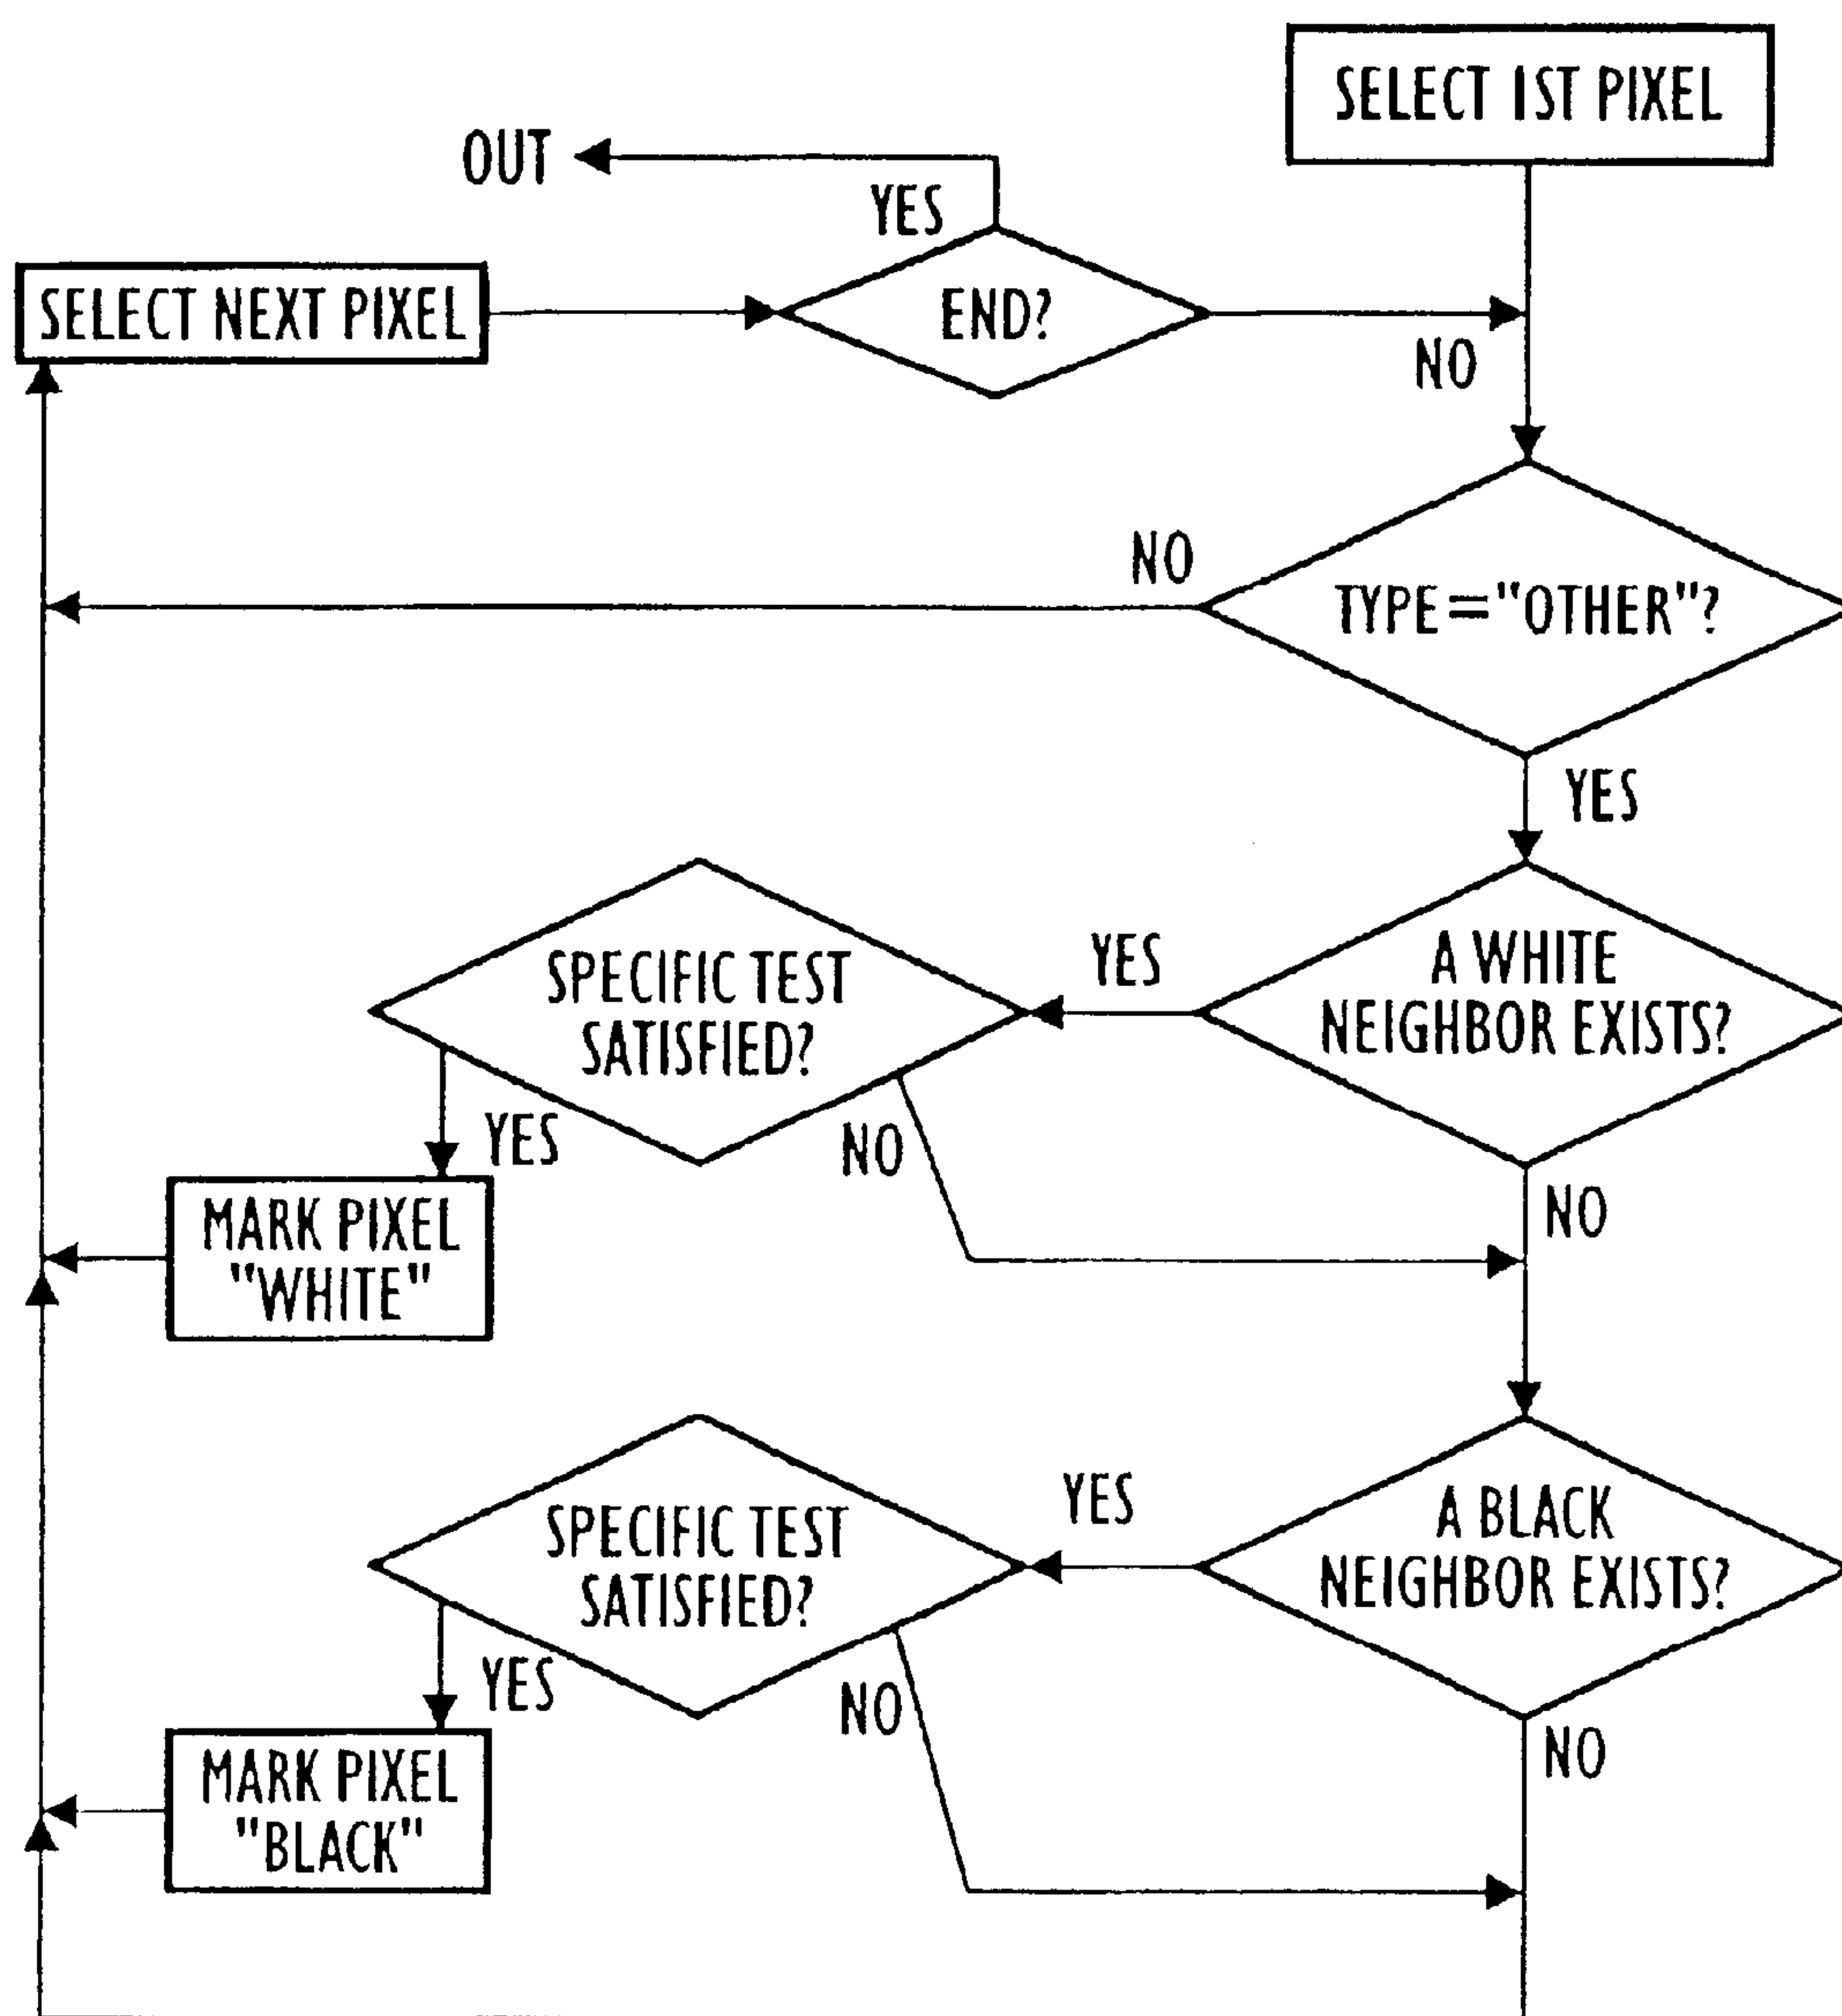 SELECT 1ST PIXEL
OUT
YES
SELECT NEXT PIXEL
END?
NO
NO
TYPE="OTHER"?
YES
SPECIFIC TEST
SATISFIED?
YES
A WHITE
NEIGHBOR EXISTS?
YES
NO
NO
MARK PIXEL
"WHITE"
SPECIFIC TEST
SATISFIED?
YES
A BLACK
NEIGHBOR EXISTS?
YES
NO
NO
MARK PIXEL
"BLACK"